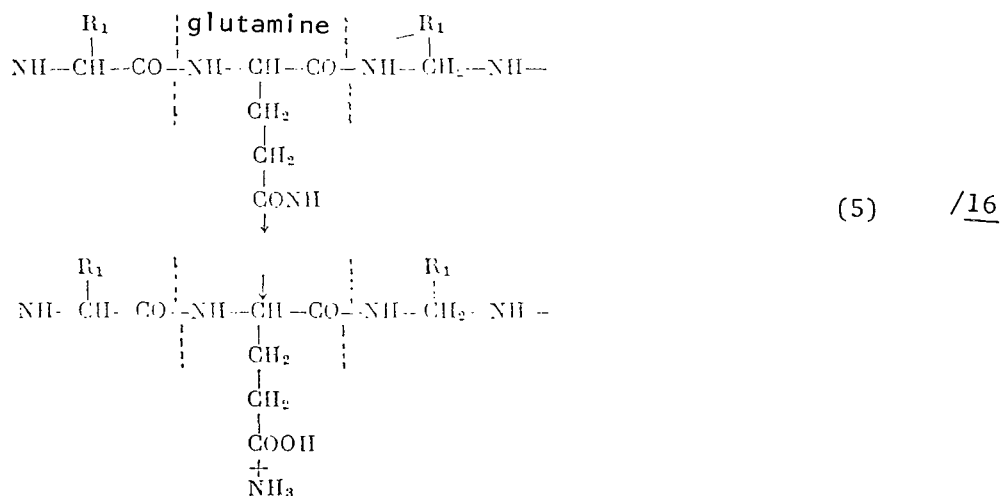 R₁ glutamine R₁
NH—CH—CO—NH—CH—CO—NH—CH₂—NH—
CH₂
CH₂
CONH
(5) /16
R₁ R₁
NH-CH-CO-NH-CH-CO-NH-CH₂-NH-
CH₂
CH₂
COOH
+
NH₃